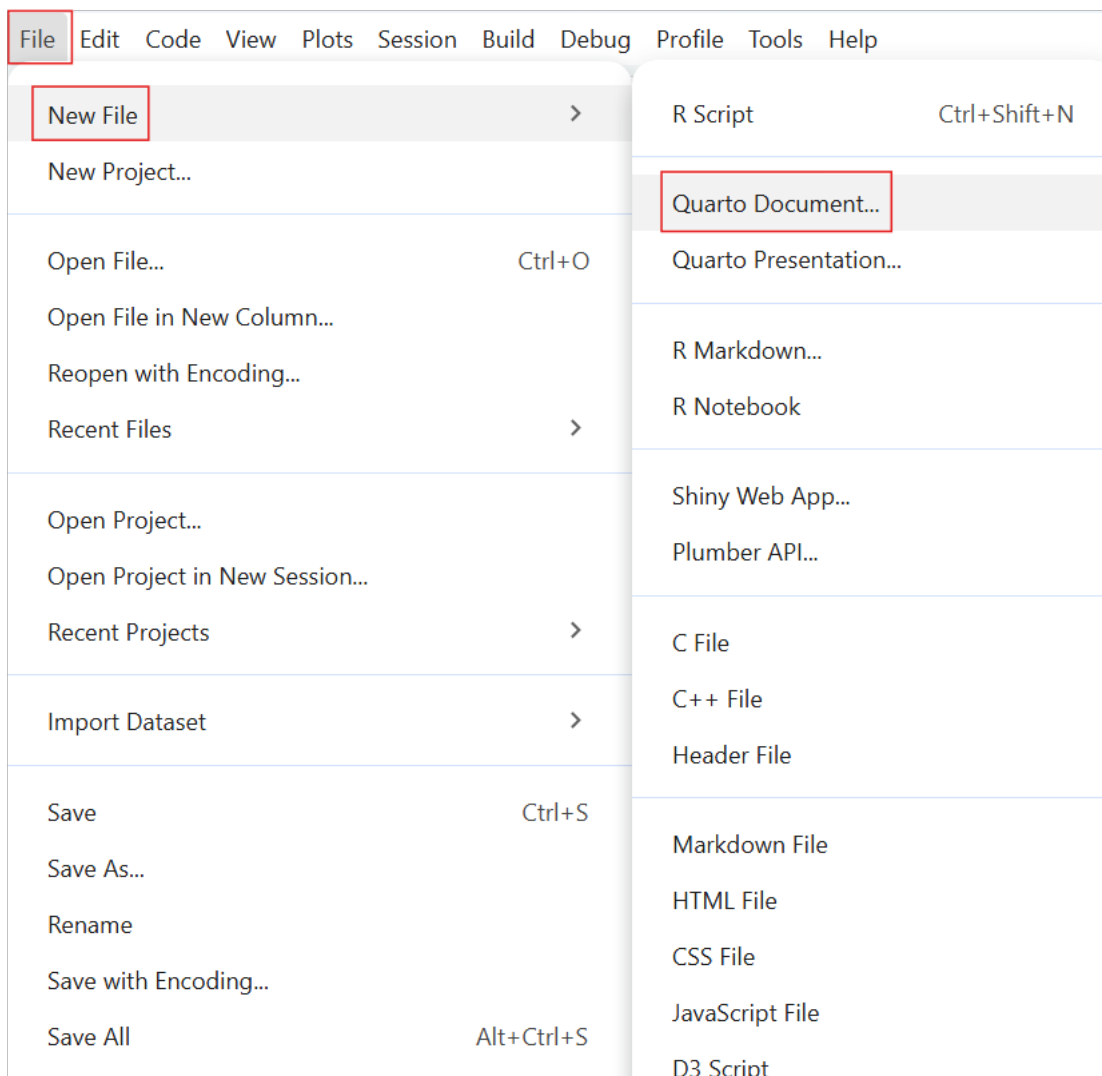 File Edit Code View Plots Session Build Debug Profile Tools Help
New File
New Project...
Open File... Ctrl+O
Open File in New Column...
Reopen with Encoding...
Recent Files
Open Project...
Open Project in New Session...
Recent Projects
Import Dataset
Save Ctrl+S
Save As...
Rename
Save with Encoding...
Save All Alt+Ctrl+S
R Script Ctrl+Shift+N
Quarto Document...
Quarto Presentation...
R Markdown...
R Notebook
Shiny Web App...
Plumber API...
C File
C++ File
Header File
Markdown File
HTML File
CSS File
JavaScript File
D3 Script